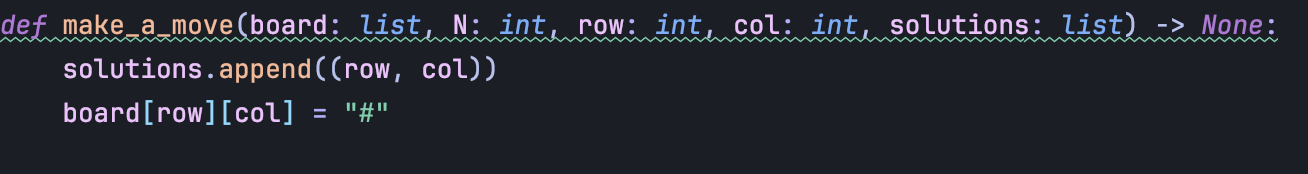 def make_a_move(board: list, N: int, row: int, col: int, solutions: list) -> None:
    solutions.append((row, col))
    board[row][col] = "#"